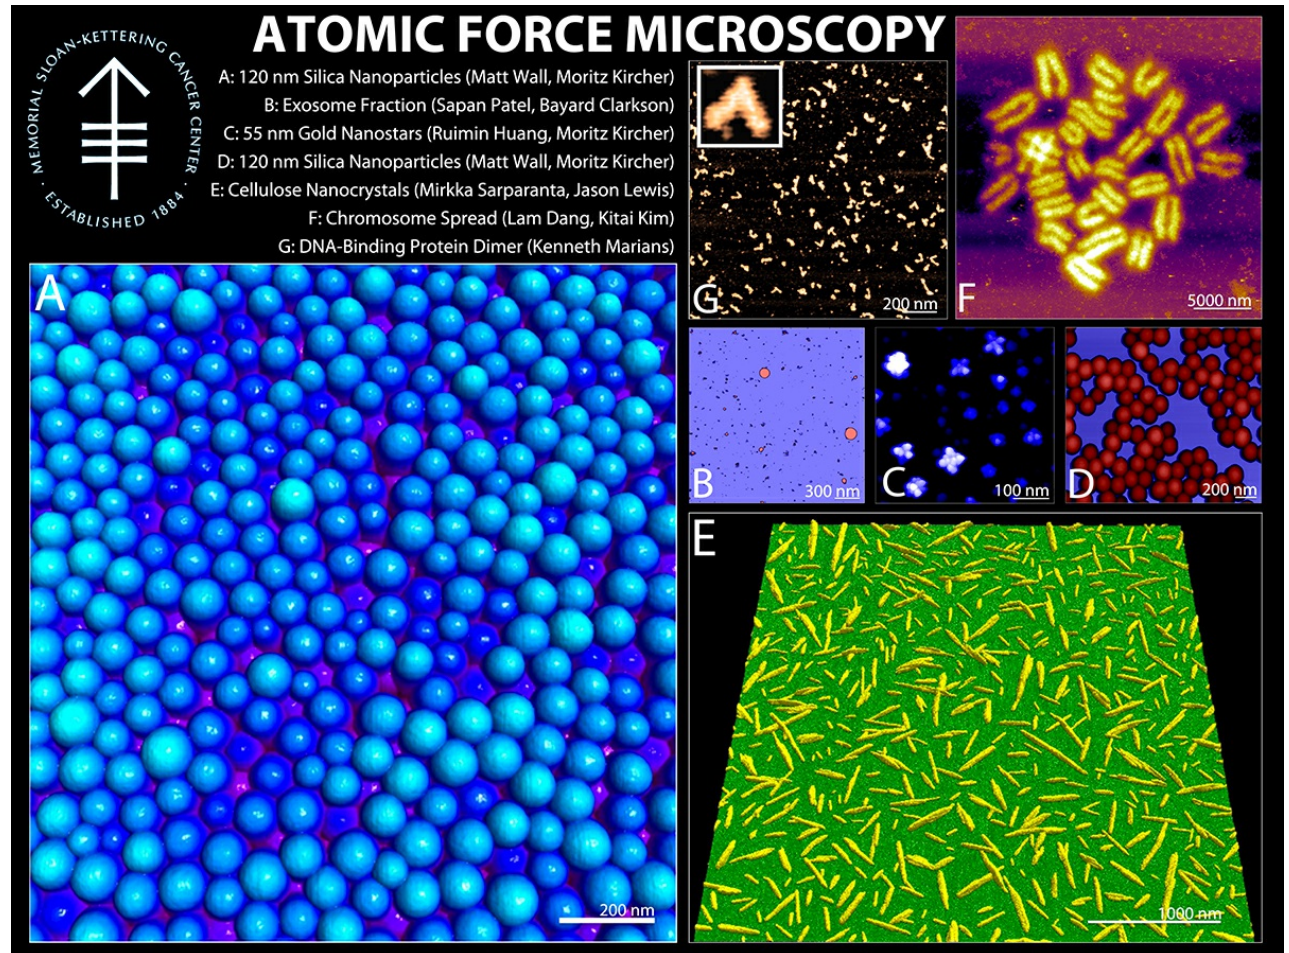 MEMORIAL SLOAN-KETTERING CANCER CENTER
· ESTABLISHED 1884 ·
ATOMIC FORCE MICROSCOPY
A: 120 nm Silica Nanoparticles (Matt Wall, Moritz Kircher)
B: Exosome Fraction (Sapan Patel, Bayard Clarkson)
C: 55 nm Gold Nanostars (Ruimin Huang, Moritz Kircher)
D: 120 nm Silica Nanoparticles (Matt Wall, Moritz Kircher)
E: Cellulose Nanocrystals (Mirkka Sarparanta, Jason Lewis)
F: Chromosome Spread (Lam Dang, Kitai Kim)
G: DNA-Binding Protein Dimer (Kenneth Marians)
A
200 nm
G
200 nm
F
5000 nm
B
300 nm
C
100 nm
D
200 nm
E
1000 nm